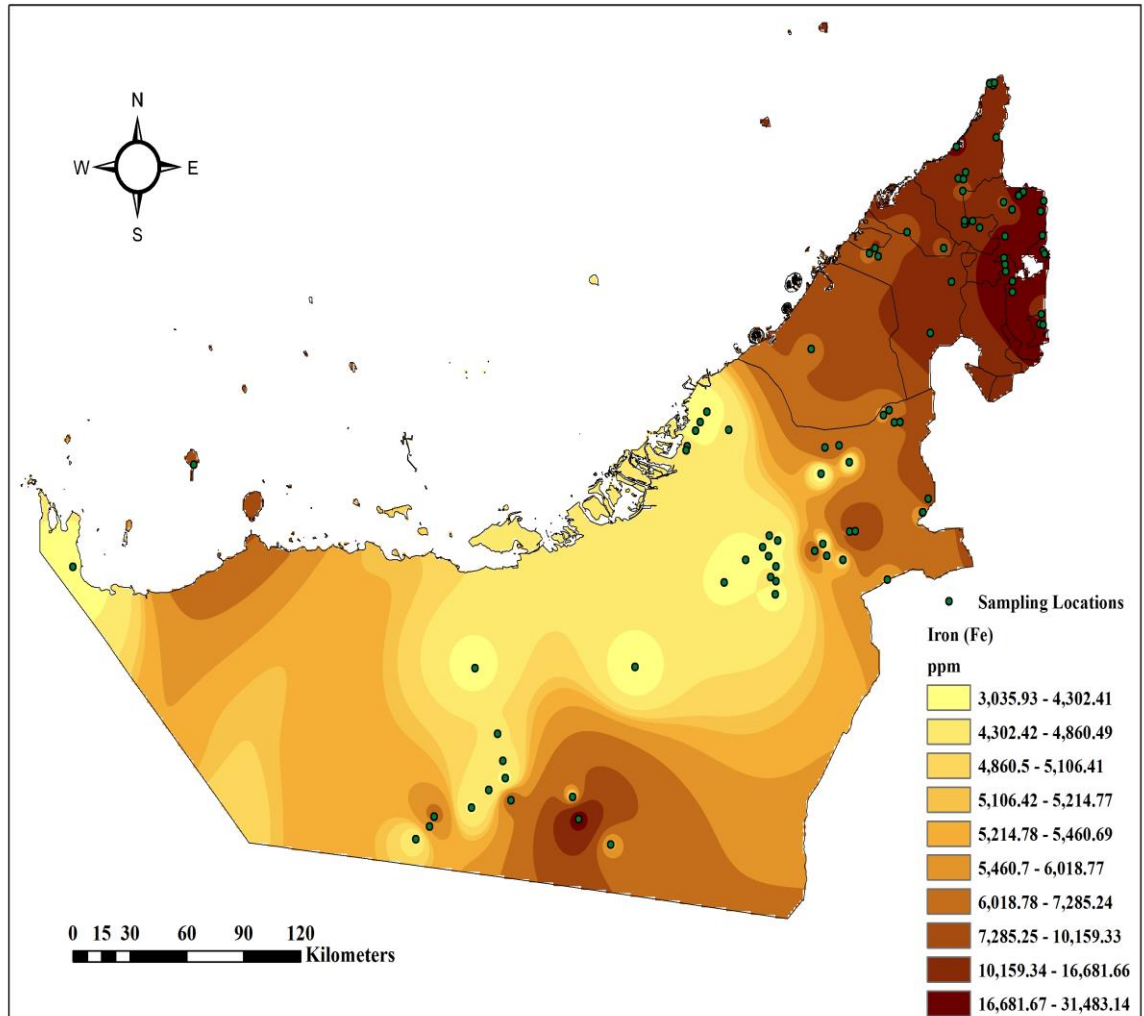 N
W E
S
Sampling Locations
Iron (Fe)
ppm
3,035.93 - 4,302.41
4,302.42 - 4,860.49
4,860.5 - 5,106.41
5,106.42 - 5,214.77
5,214.78 - 5,460.69
5,460.7 - 6,018.77
6,018.78 - 7,285.24
7,285.25 - 10,159.33
10,159.34 - 16,681.66
16,681.67 - 31,483.14
0 15 30 60 90 120
Kilometers